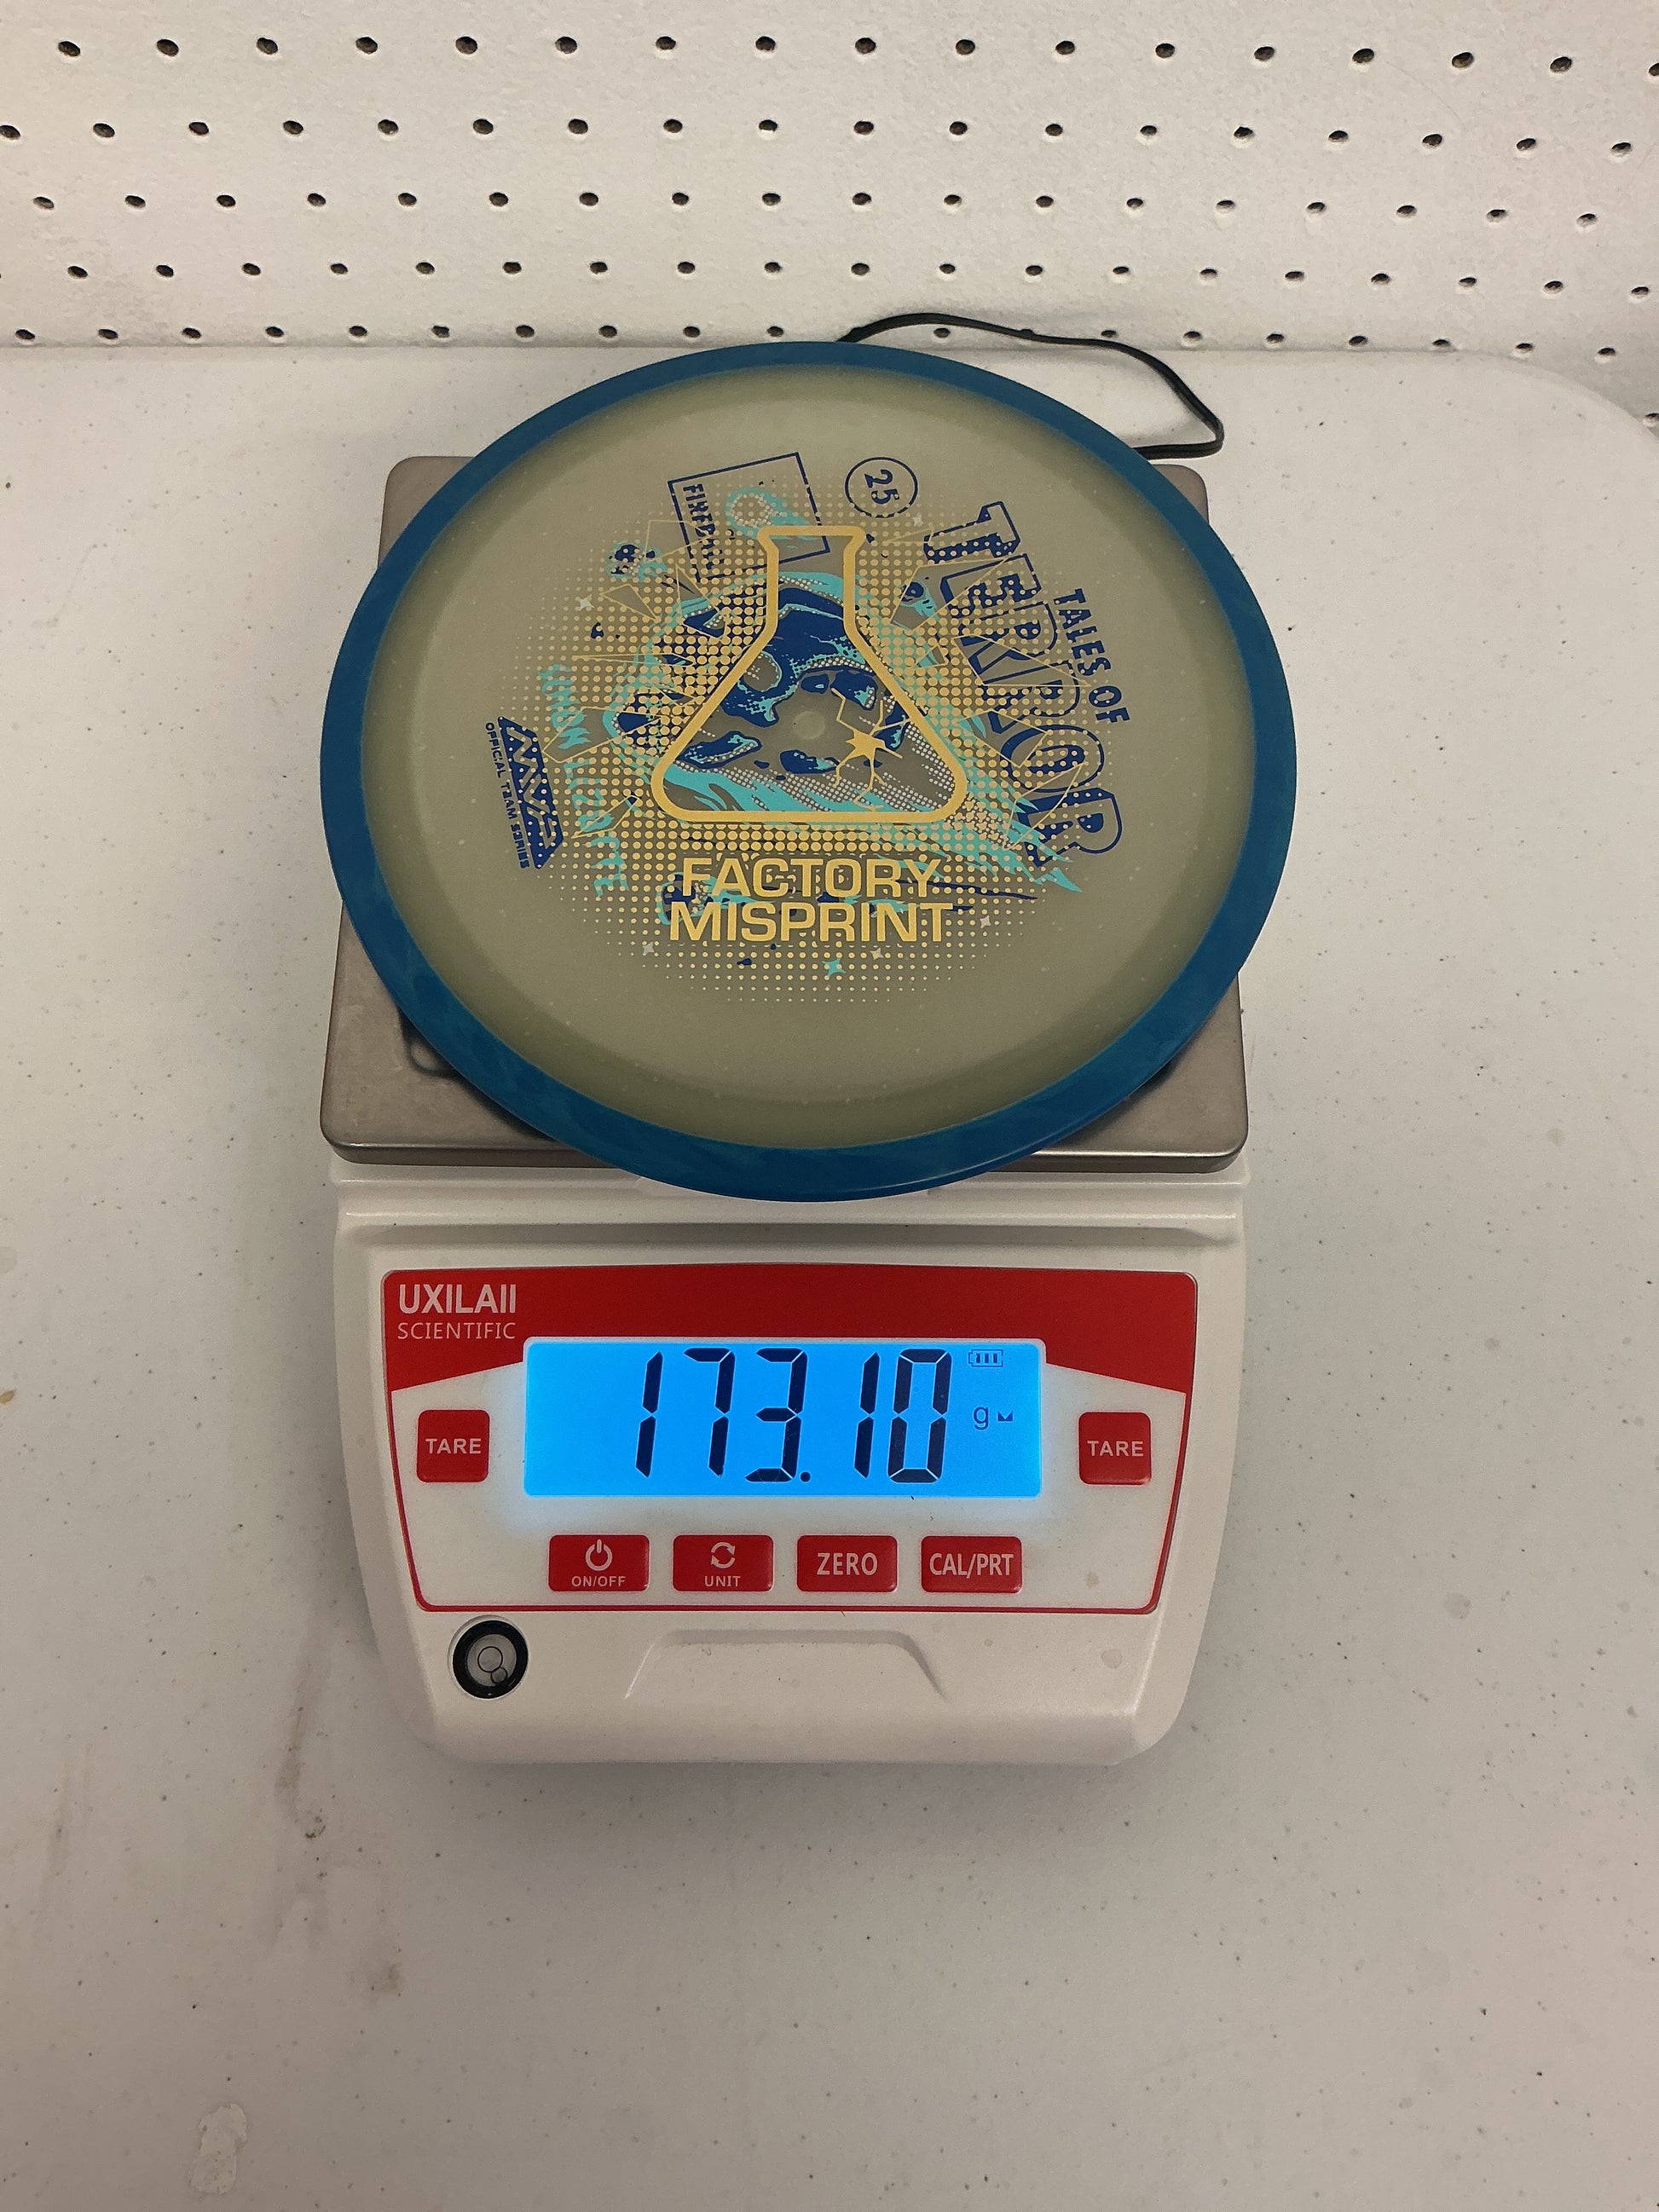 25
TERROR
TALES OF
MVP
OFFICIAL TEAM SERIES
FACTORY
MISPRINT
UXILAII
SCIENTIFIC
173.10
g
TARE
TARE
ON/OFF
UNIT
ZERO
CAL/PRT